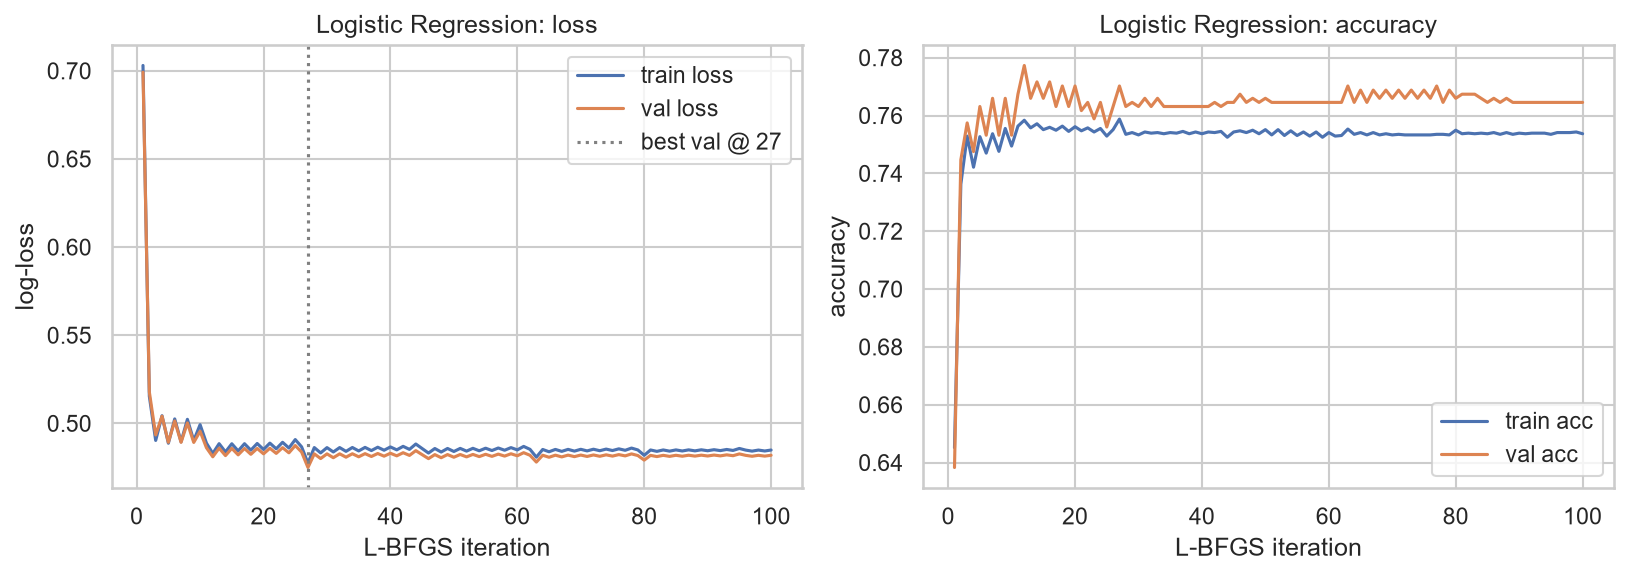 Logistic Regression: loss
0.70
0.65
0.60
0.55
0.50
log-loss
0
20
40
60
80
100
L-BFGS iteration
train loss
val loss
best val @ 27
Logistic Regression: accuracy
0.78
0.76
0.74
0.72
0.70
0.68
0.66
0.64
accuracy
0
20
40
60
80
100
L-BFGS iteration
train acc
val acc